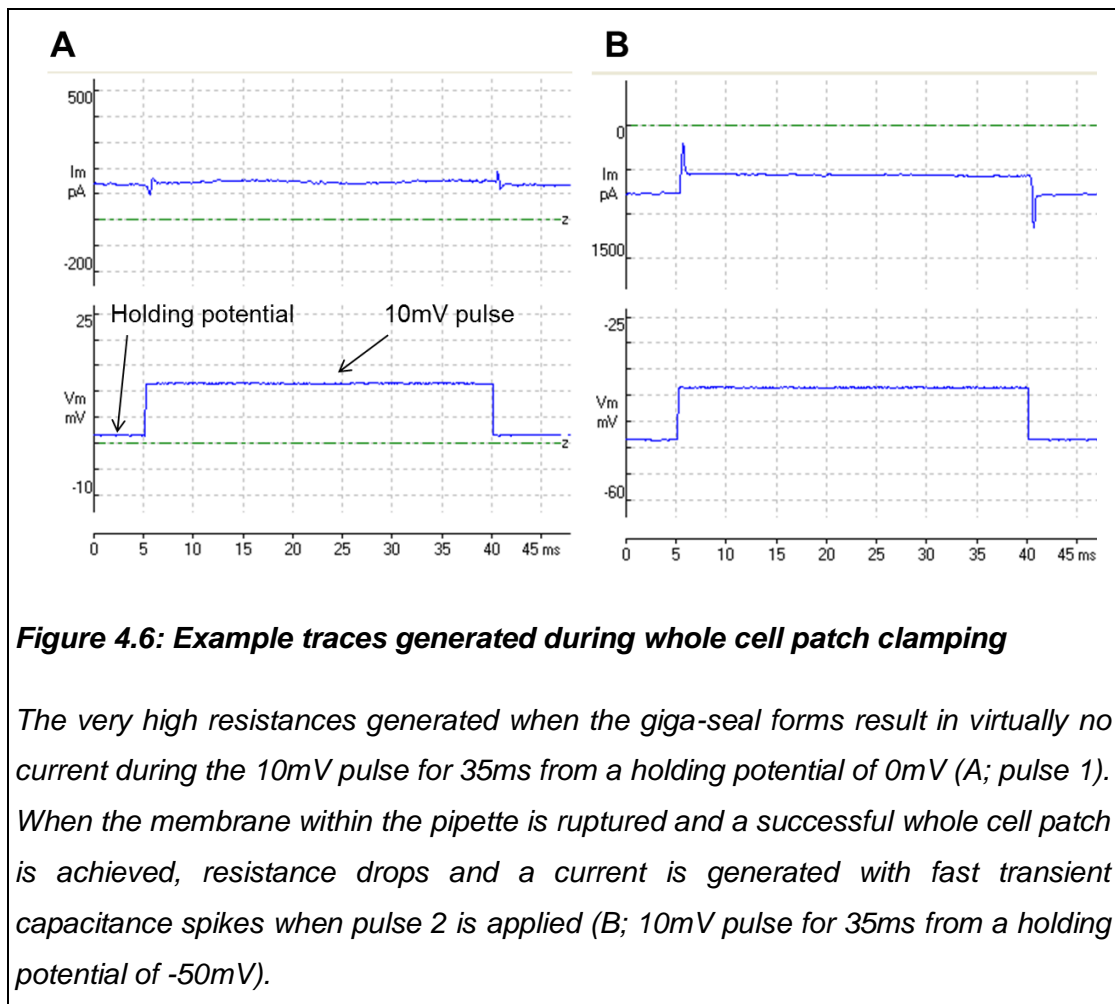 A
B
500
Im
pA
z
-200
0
Im
pA
1500
25
Holding potential
10mV pulse
Vm
mV
z
-10
0 5 10 15 20 25 30 35 40 45 ms
-25
Vm
mV
-60
0 5 10 15 20 25 30 35 40 45 ms
Figure 4.6: Example traces generated during whole cell patch clamping
The very high resistances generated when the giga-seal forms result in virtually no
current during the 10mV pulse for 35ms from a holding potential of 0mV (A; pulse 1).
When the membrane within the pipette is ruptured and a successful whole cell patch
is achieved, resistance drops and a current is generated with fast transient
capacitance spikes when pulse 2 is applied (B; 10mV pulse for 35ms from a holding
potential of -50mV).